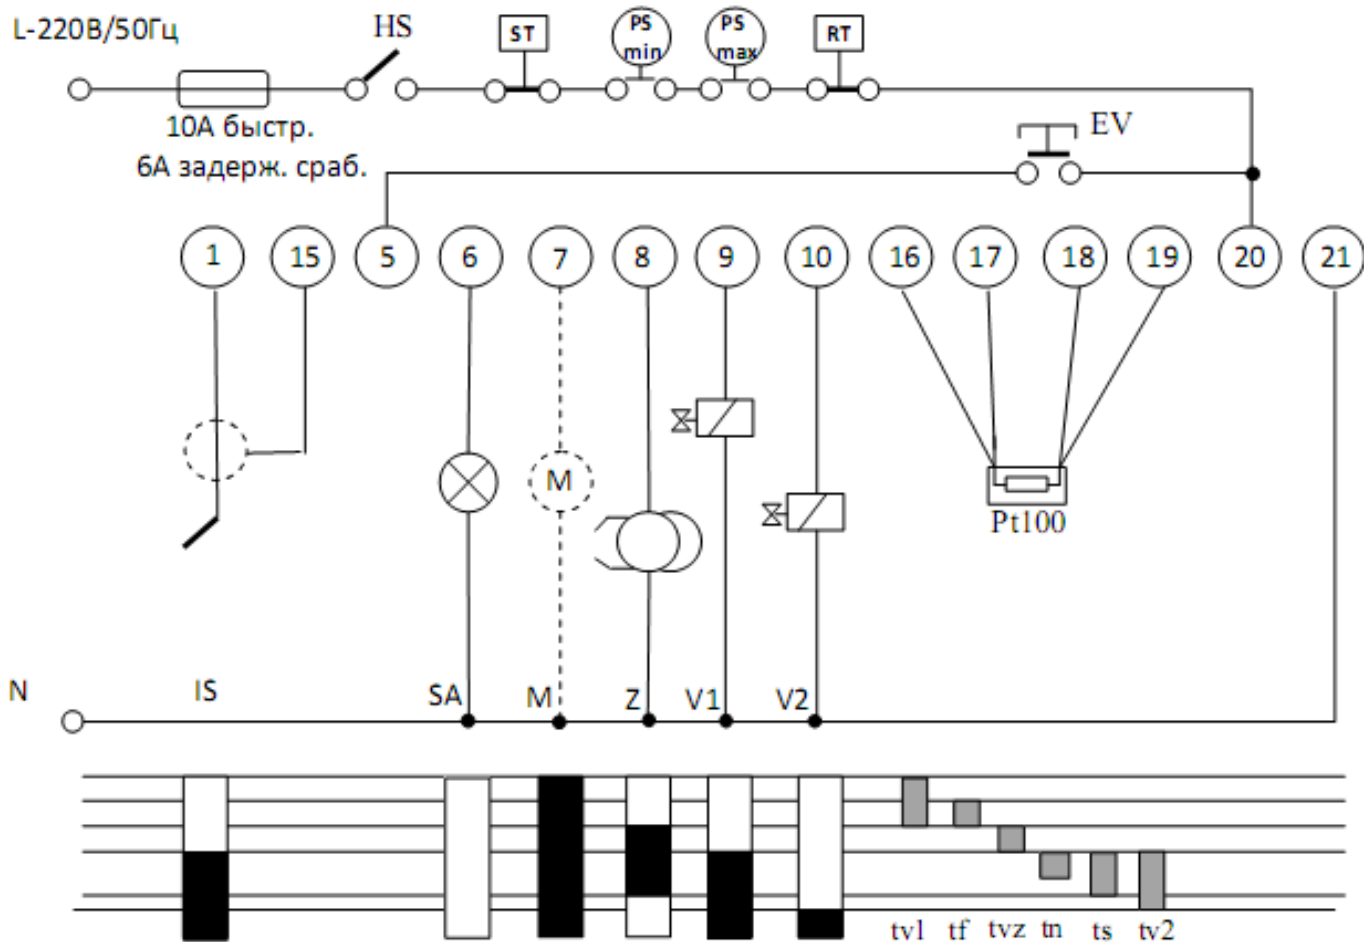 L-220В/50Гц
HS
ST
PS
min
PS
max
RT
10А быстр.
6А задерж. сраб.
EV
1 15 5 6 7 8 9 10 16 17 18 19 20 21
M
Pt100
N IS SA M Z V1 V2
tv1 tf tvz tn ts tv2